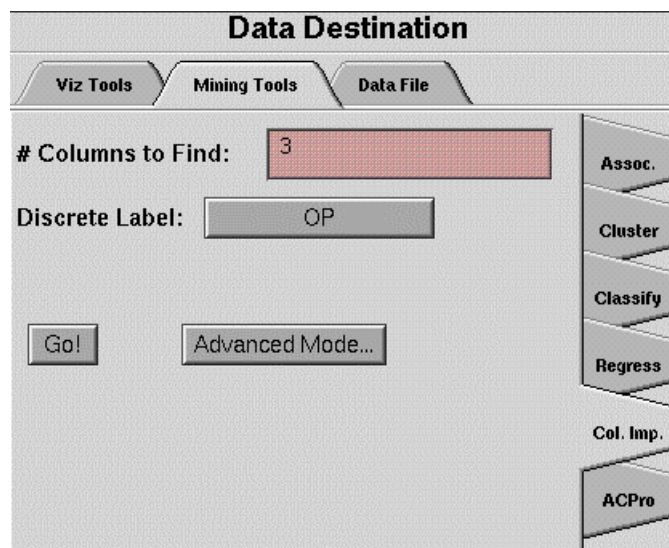 Data Destination
Viz Tools Mining Tools Data File
# Columns to Find: 3
Discrete Label: OP
Go! Advanced Mode...
Assoc.
Cluster
Classify
Regress
Col. Imp.
ACPro